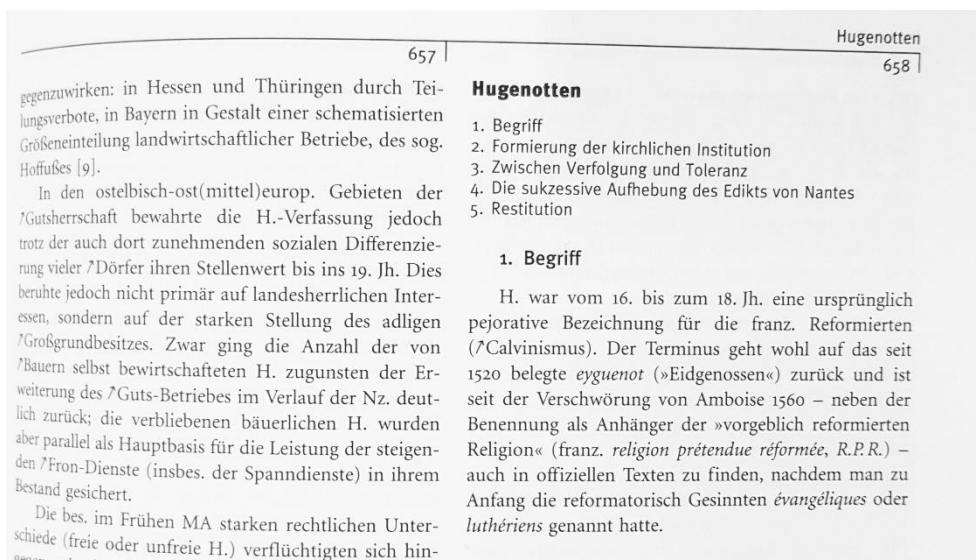 Hugenotten
657
658
gegenzuwirken: in Hessen und Thüringen durch Tei-
lungsverbote, in Bayern in Gestalt einer schematisierten
Größeneinteilung landwirtschaftlicher Betriebe, des sog.
Hoffußes [9].
In den ostelbisch-ost(mittel)europ. Gebieten der
↗Gutsherrschaft bewahrte die H.-Verfassung jedoch
trotz der auch dort zunehmenden sozialen Differenzie-
rung vieler ↗Dörfer ihren Stellenwert bis ins 19. Jh. Dies
beruhte jedoch nicht primär auf landesherrlichen Inter-
essen, sondern auf der starken Stellung des adligen
↗Großgrundbesitzes. Zwar ging die Anzahl der von
↗Bauern selbst bewirtschafteten H. zugunsten der Er-
weiterung des ↗Guts-Betriebes im Verlauf der Nz. deut-
lich zurück; die verbliebenen bäuerlichen H. wurden
aber parallel als Hauptbasis für die Leistung der steigen-
den ↗Fron-Dienste (insbes. der Spanndienste) in ihrem
Bestand gesichert.
Die bes. im Frühen MA starken rechtlichen Unter-
schiede (freie oder unfreie H.) verflüchtigten sich hin-
Hugenotten
1. Begriff
2. Formierung der kirchlichen Institution
3. Zwischen Verfolgung und Toleranz
4. Die sukzessive Aufhebung des Edikts von Nantes
5. Restitution
1. Begriff
H. war vom 16. bis zum 18. Jh. eine ursprünglich
pejorative Bezeichnung für die franz. Reformierten
(↗Calvinismus). Der Terminus geht wohl auf das seit
1520 belegte eyguenot (»Eidgenossen«) zurück und ist
seit der Verschwörung von Amboise 1560 – neben der
Benennung als Anhänger der »vorgeblich reformierten
Religion« (franz. religion prétendue réformée, R.P.R.) –
auch in offiziellen Texten zu finden, nachdem man zu
Anfang die reformatorisch Gesinnten évangéliques oder
luthériens genannt hatte.